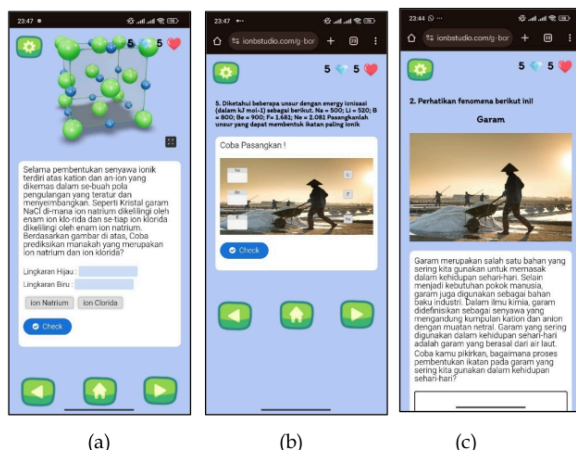 23:47
5 5
Selama pembentukan senyawa ionik
terdiri atas kation dan an-ion yang
dikemas dalam se-buah pola
pengulangan yang teratur dan
menyeimbangkan. Seperti Kristal garam
NaCl di-mana ion natrium dikelilingi oleh
enam ion klo-rida dan se-tiap ion klorida
dikelilingi oleh enam ion natrium.
Berdasarkan gambar di atas, Coba
prediksikan manakah yang merupakan
ion natrium dan ion klorida?
Lingkaran Hijau :
Lingkaran Biru :
ion Natrium ion Clorida
Check
(a)
23:47
ionbstudio.com/g-bor
5 5
5. Diketahui beberapa unsur dengan energy ionisasi
(dalam kJ mol-1) sebagai berikut. Na = 500; Li = 520; B
= 800; Be = 900; F= 1.681; Ne = 2.082 Pasangkanlah
unsur yang dapat membentuk ikatan paling ionik
Coba Pasangkan !
Check
(b)
23:44
ionbstudio.com/g-bor
5 5
2. Perhatikan fenomena berikut ini!
Garam
Garam merupakan salah satu bahan yang
sering kita gunakan untuk memasak
dalam kehidupan sehari-hari. Selain
menjadi kebutuhan pokok manusia,
garam juga digunakan sebagai bahan
baku industri. Dalam ilmu kimia, garam
didefinisikan sebagai senyawa yang
mengandung kumpulan kation dan anion
dengan muatan netral. Garam yang sering
digunakan dalam kehidupan sehari-hari
adalah garam yang berasal dari air laut.
Coba kamu pikirkan, bagaimana proses
pembentukan ikatan pada garam yang
sering kita gunakan dalam kehidupan
sehari-hari?
(c)